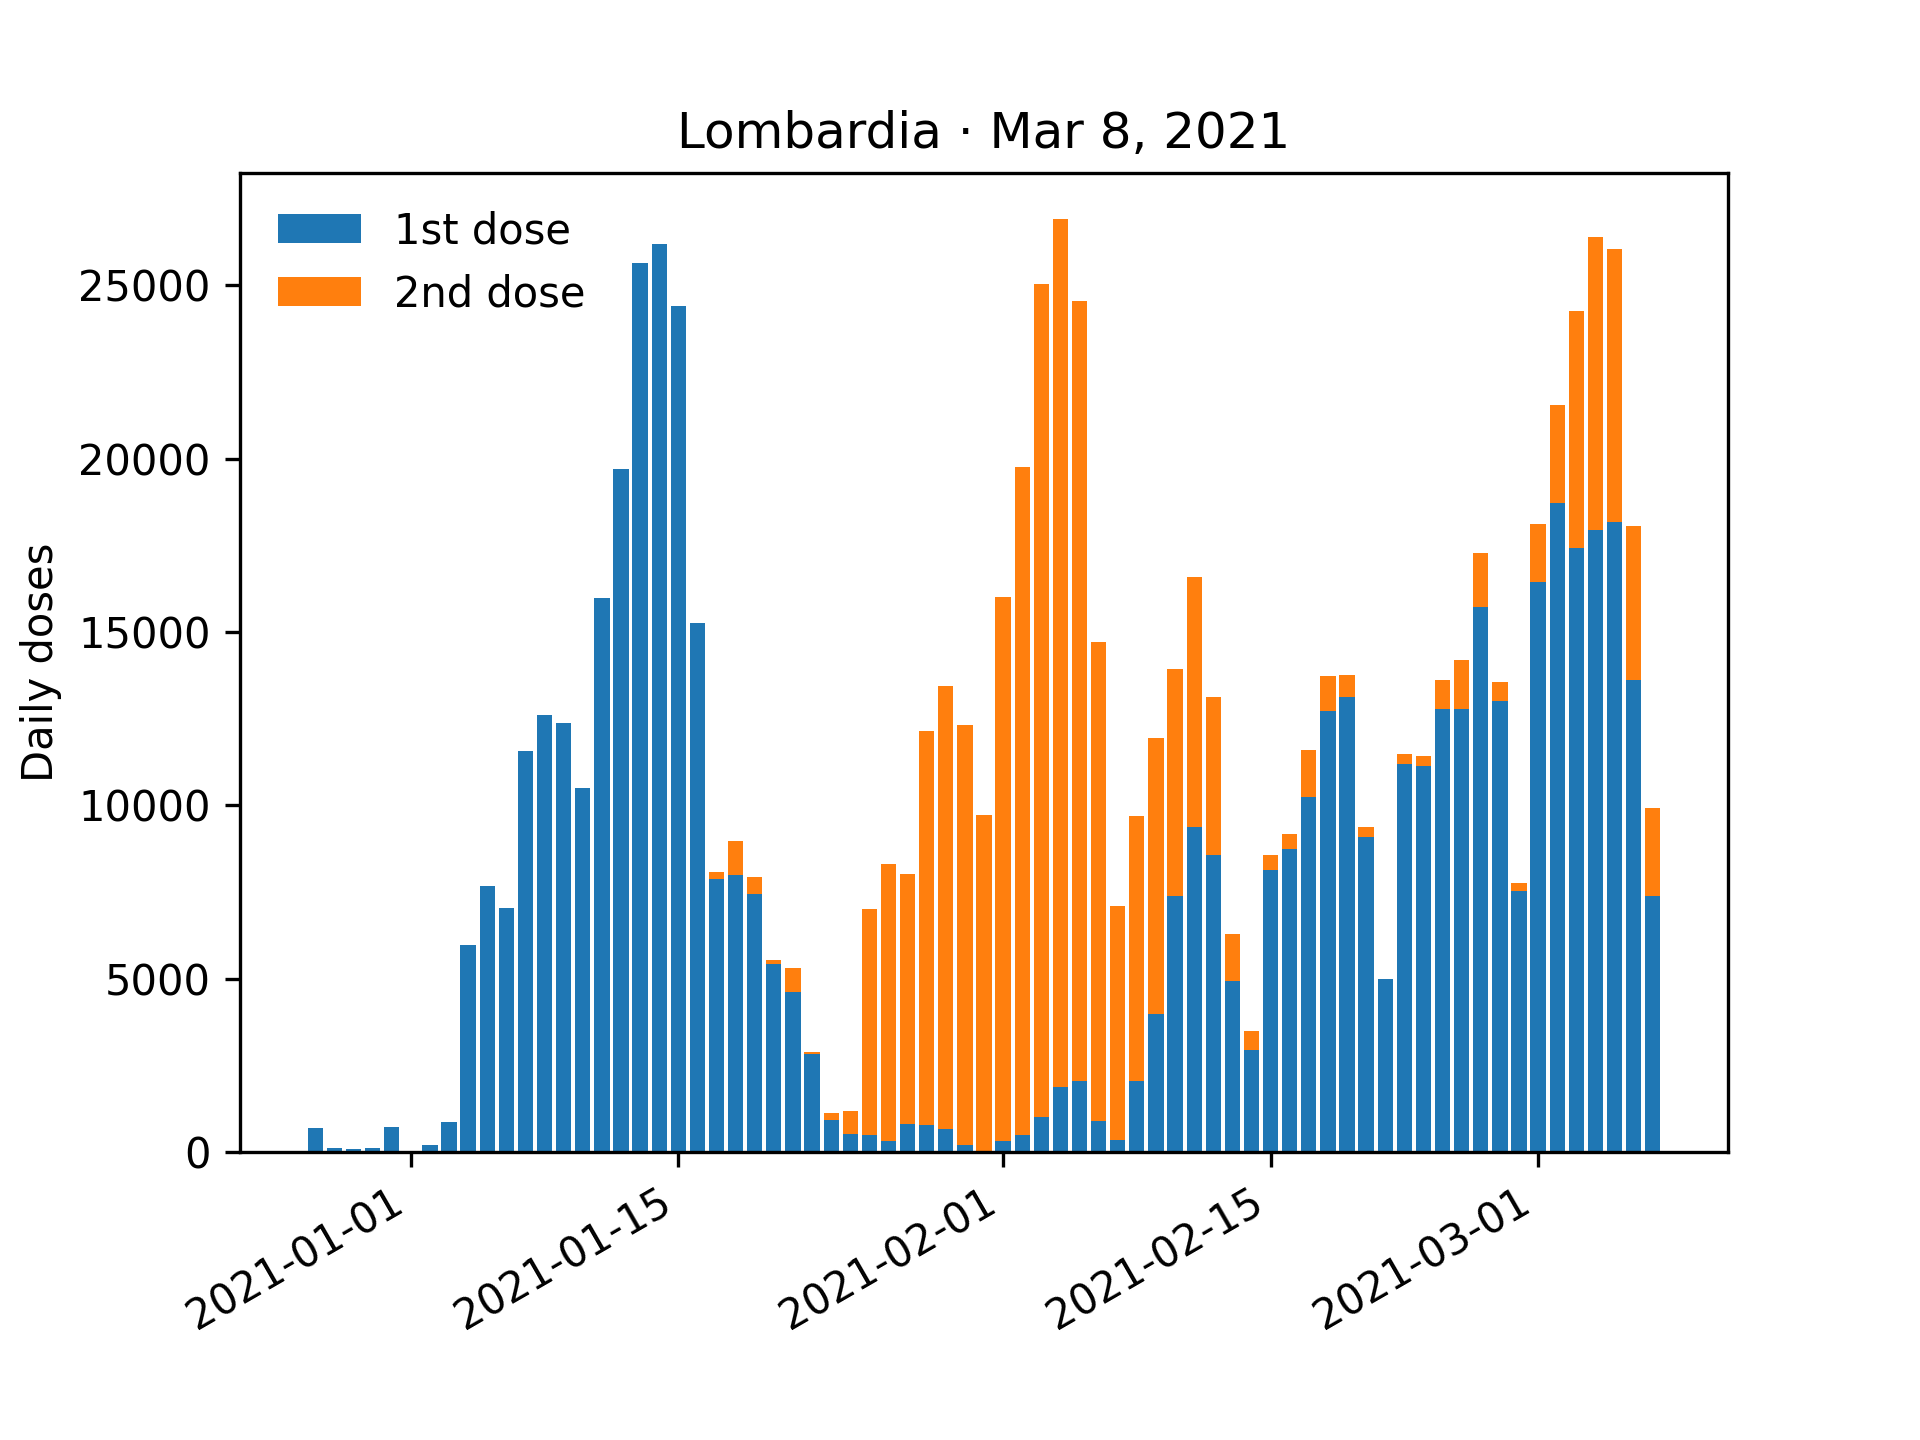 Lombardia · Mar 8, 2021
1st dose
2nd dose
Daily doses
25000
20000
15000
10000
5000
0
2021-01-01
2021-01-15
2021-02-01
2021-02-15
2021-03-01